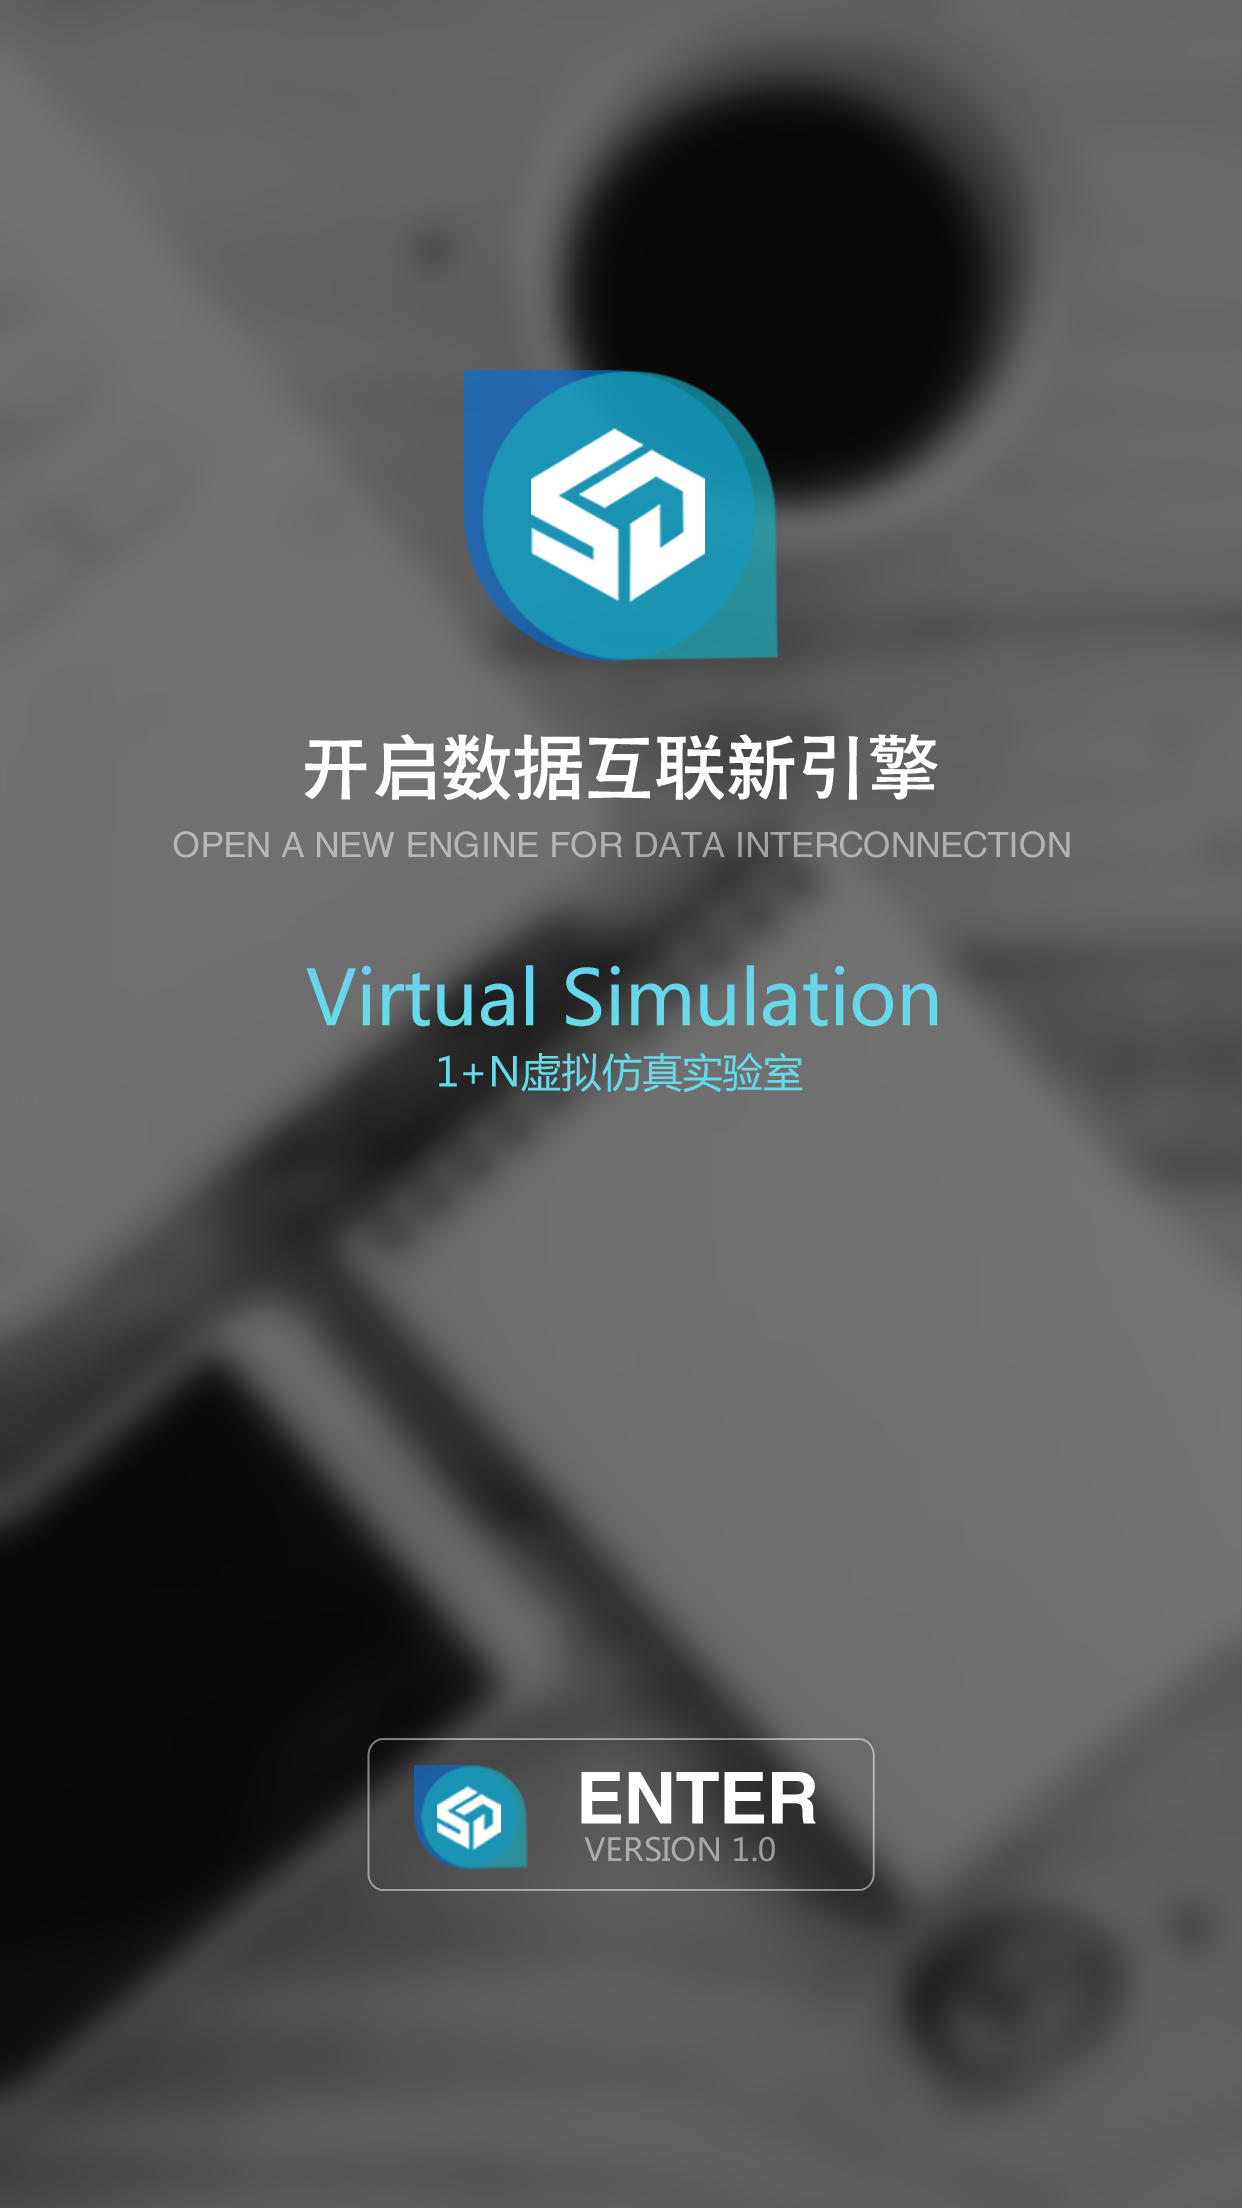 开启数据互联新引擎
OPEN A NEW ENGINE FOR DATA INTERCONNECTION
Virtual Simulation
1+N虚拟仿真实验室
ENTER
VERSION 1.0